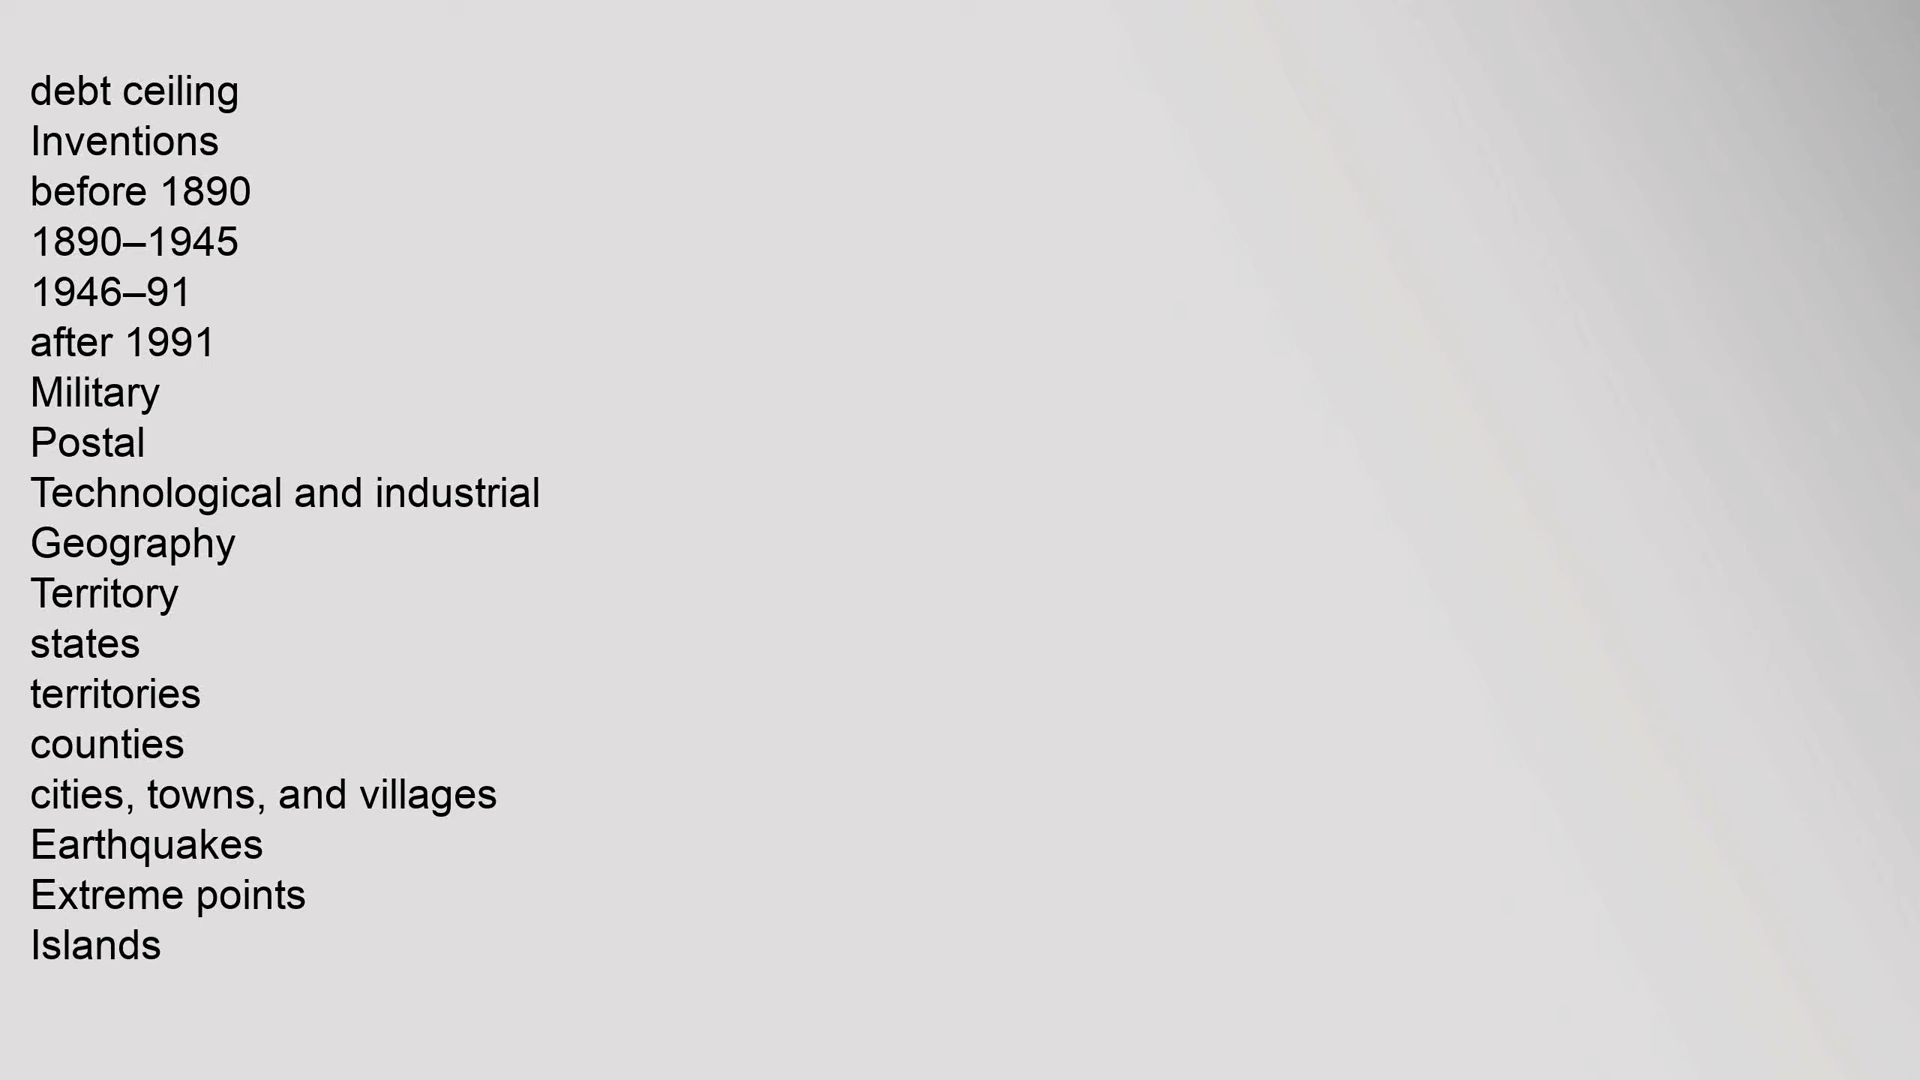 debt ceiling
Inventions
before 1890
1890–1945
1946–91
after 1991
Military
Postal
Technological and industrial
Geography
Territory
states
territories
counties
cities, towns, and villages
Earthquakes
Extreme points
Islands